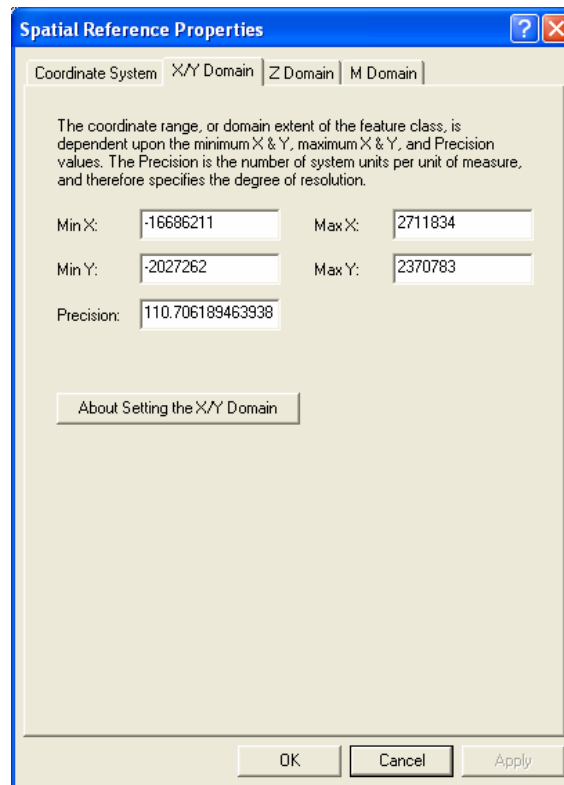 Spatial Reference Properties
Coordinate System X/Y Domain Z Domain M Domain
The coordinate range, or domain extent of the feature class, is
dependent upon the minimum X & Y, maximum X & Y, and Precision
values. The Precision is the number of system units per unit of measure,
and therefore specifies the degree of resolution.
Min X: -16686211 Max X: 2711834
Min Y: -2027262 Max Y: 2370783
Precision: 110.706189463938
About Setting the X/Y Domain
OK Cancel Apply